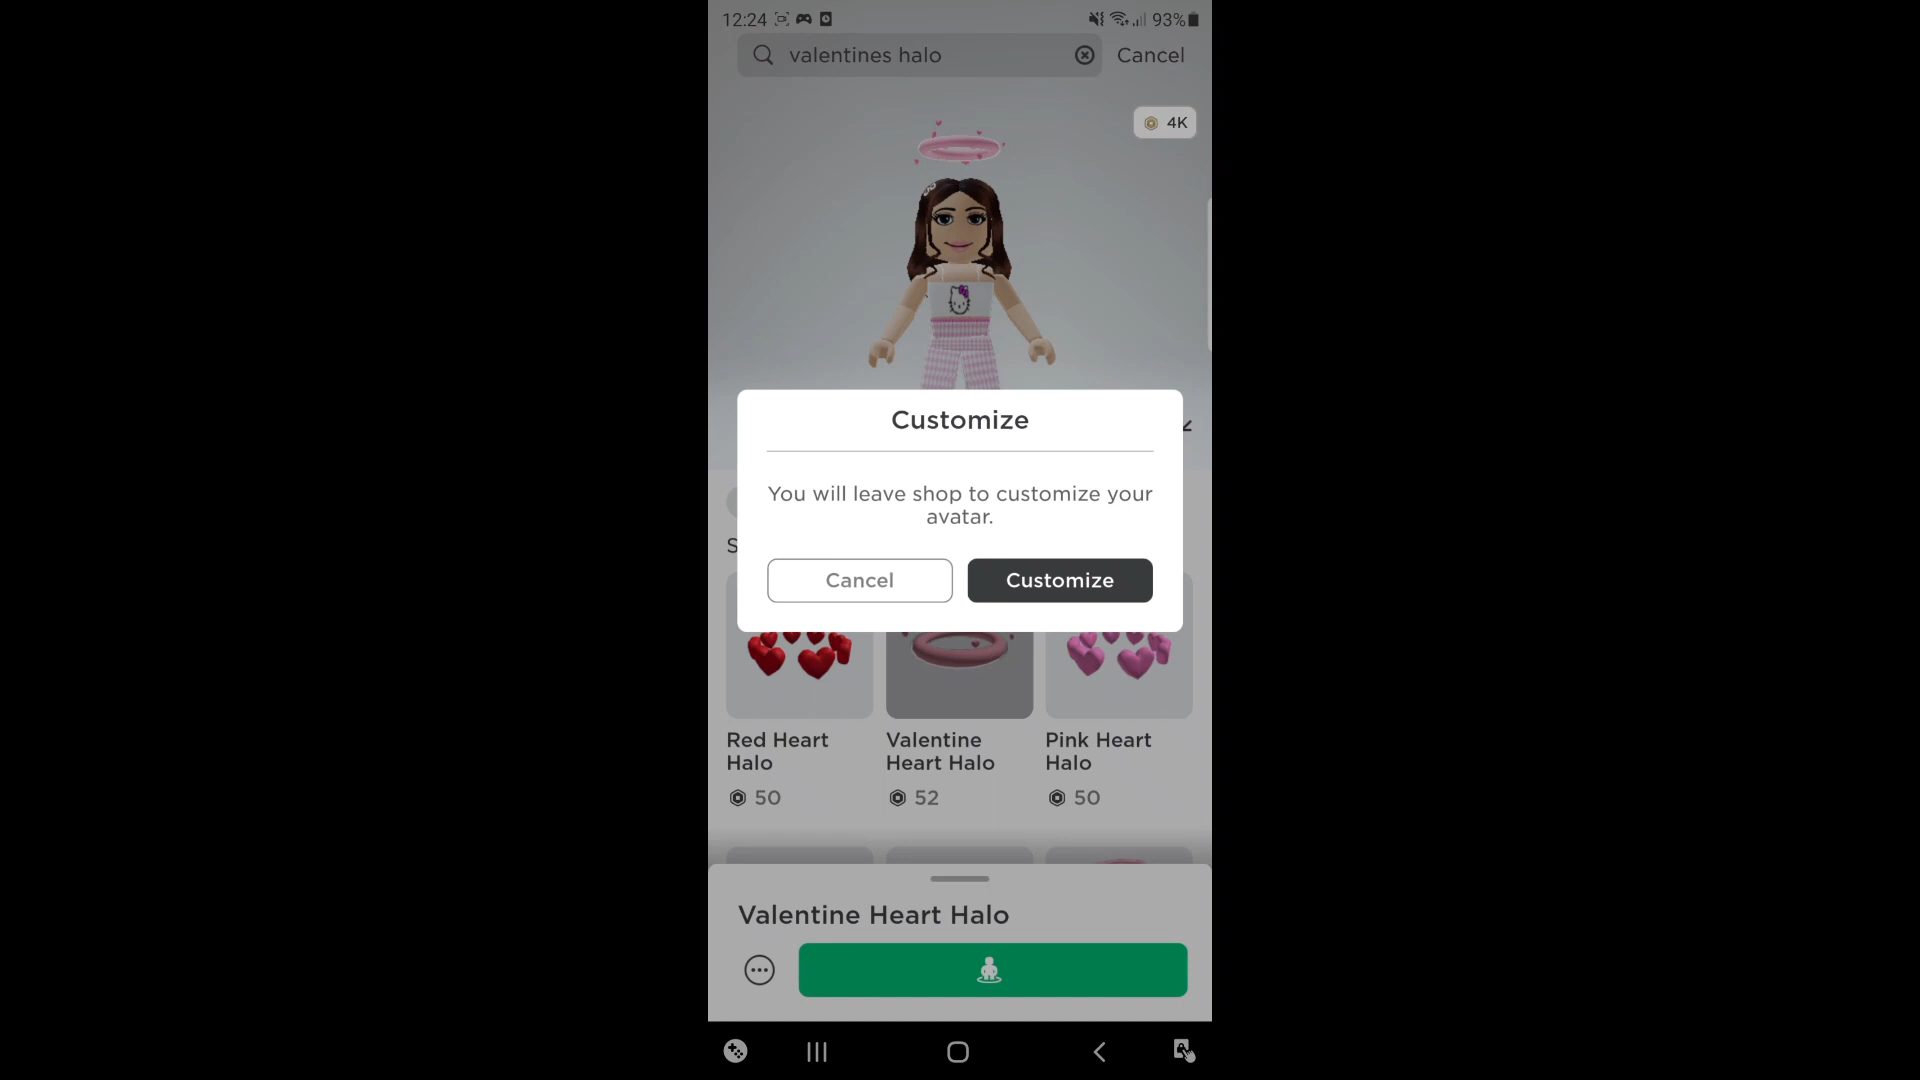 12:24
93%
valentines halo
Cancel
4K
Customize
You will leave shop to customize your
avatar.
Cancel
Customize
S
Red Heart
Halo
50
Valentine
Heart Halo
52
Pink Heart
Halo
50
Valentine Heart Halo